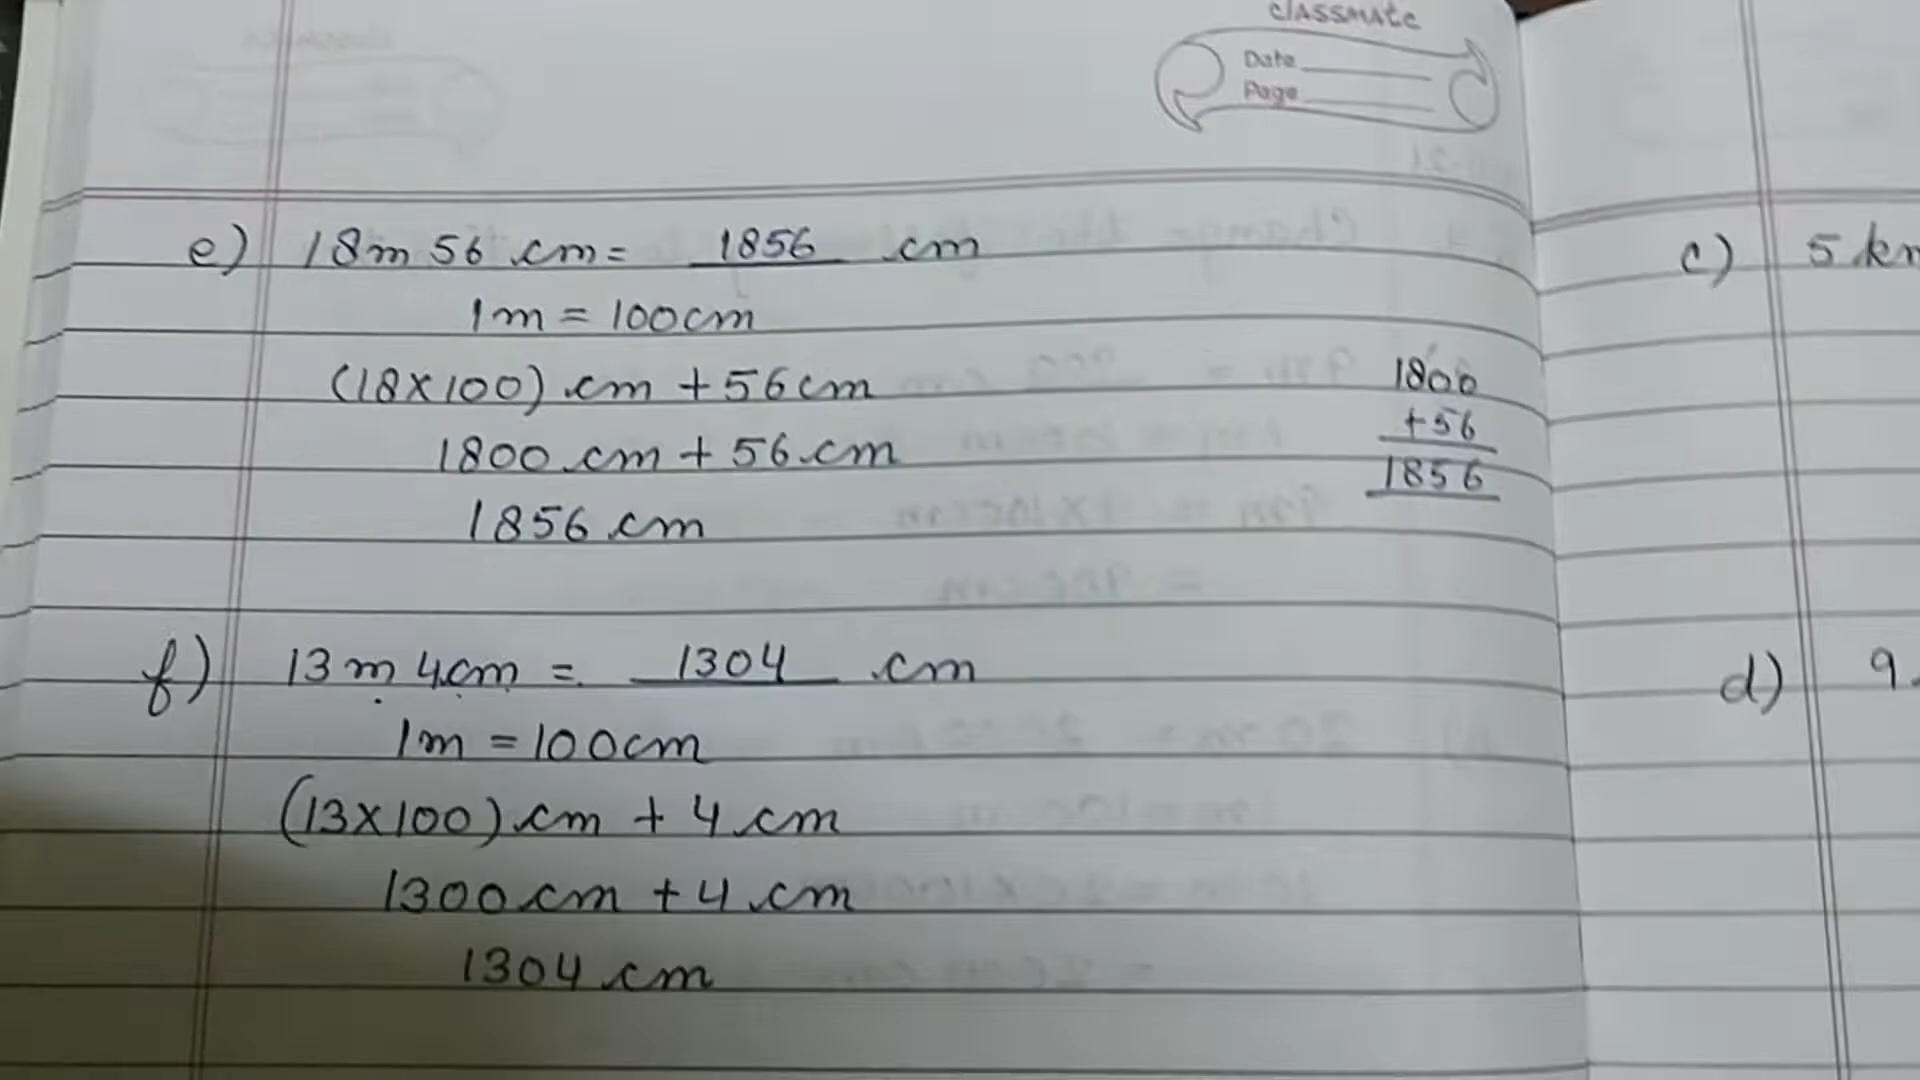 classmate
Date
Page
e) 18m 56 cm = 1856 cm
1m = 100cm
(18x100) cm + 56cm
1800 cm + 56 cm
1856 cm
1800
+56
1856
f) 13m 4cm = 1304 cm
1m = 100cm
(13x100) cm + 4 cm
1300 cm + 4 cm
1304 cm
c) 5 km
d) 9